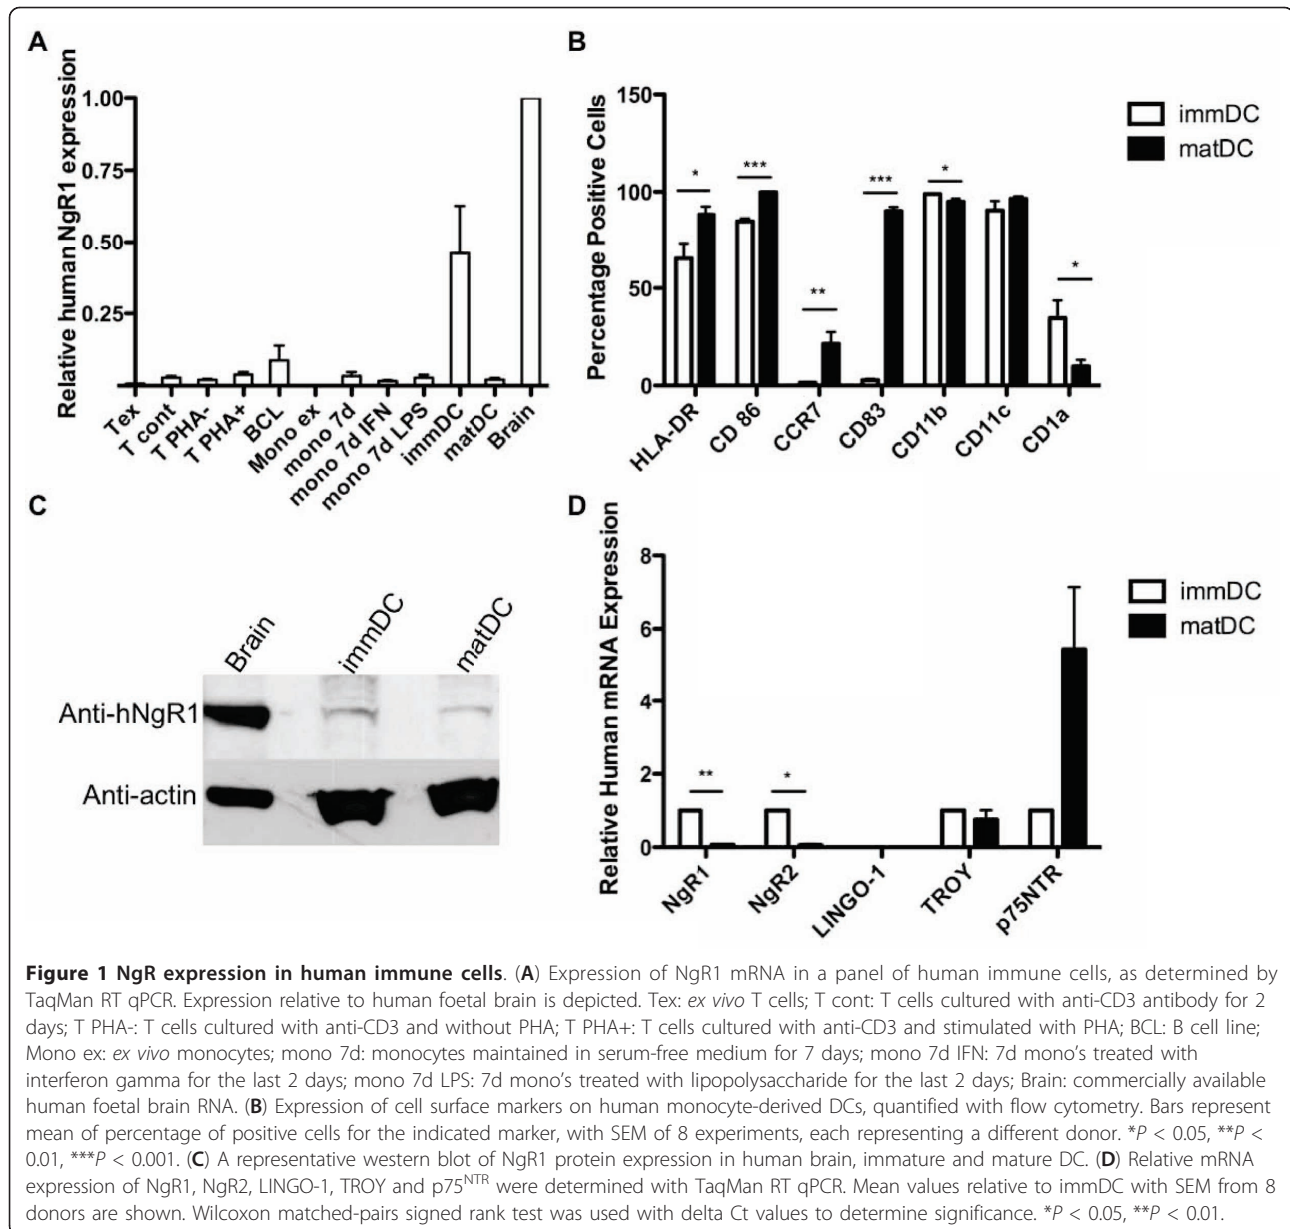 A
Relative human NgR1 expression
1.00
0.75
0.50
0.25
Tex
T cont
T PHA-
T PHA+
BCL
Mono ex
mono 7d
mono 7d IFN
mono 7d LPS
immDC
matDC
Brain
B
Percentage Positive Cells
150
100
50
0
* *** ** *** * *
HLA-DR
CD 86
CCR7
CD83
CD11b
CD11c
CD1a
immDC
matDC
C
Brain
immDC
matDC
Anti-hNgR1
Anti-actin
D
Relative Human mRNA Expression
8
6
4
2
0
** *
NgR1
NgR2
LINGO-1
TROY
p75NTR
immDC
matDC
Figure 1 NgR expression in human immune cells. (A) Expression of NgR1 mRNA in a panel of human immune cells, as determined by
TaqMan RT qPCR. Expression relative to human foetal brain is depicted. Tex: ex vivo T cells; T cont: T cells cultured with anti-CD3 antibody for 2
days; T PHA-: T cells cultured with anti-CD3 and without PHA; T PHA+: T cells cultured with anti-CD3 and stimulated with PHA; BCL: B cell line;
Mono ex: ex vivo monocytes; mono 7d: monocytes maintained in serum-free medium for 7 days; mono 7d IFN: 7d mono's treated with
interferon gamma for the last 2 days; mono 7d LPS: 7d mono's treated with lipopolysaccharide for the last 2 days; Brain: commercially available
human foetal brain RNA. (B) Expression of cell surface markers on human monocyte-derived DCs, quantified with flow cytometry. Bars represent
mean of percentage of positive cells for the indicated marker, with SEM of 8 experiments, each representing a different donor. *P < 0.05, **P <
0.01, ***P < 0.001. (C) A representative western blot of NgR1 protein expression in human brain, immature and mature DC. (D) Relative mRNA
expression of NgR1, NgR2, LINGO-1, TROY and p75NTR were determined with TaqMan RT qPCR. Mean values relative to immDC with SEM from 8
donors are shown. Wilcoxon matched-pairs signed rank test was used with delta Ct values to determine significance. *P < 0.05, **P < 0.01.